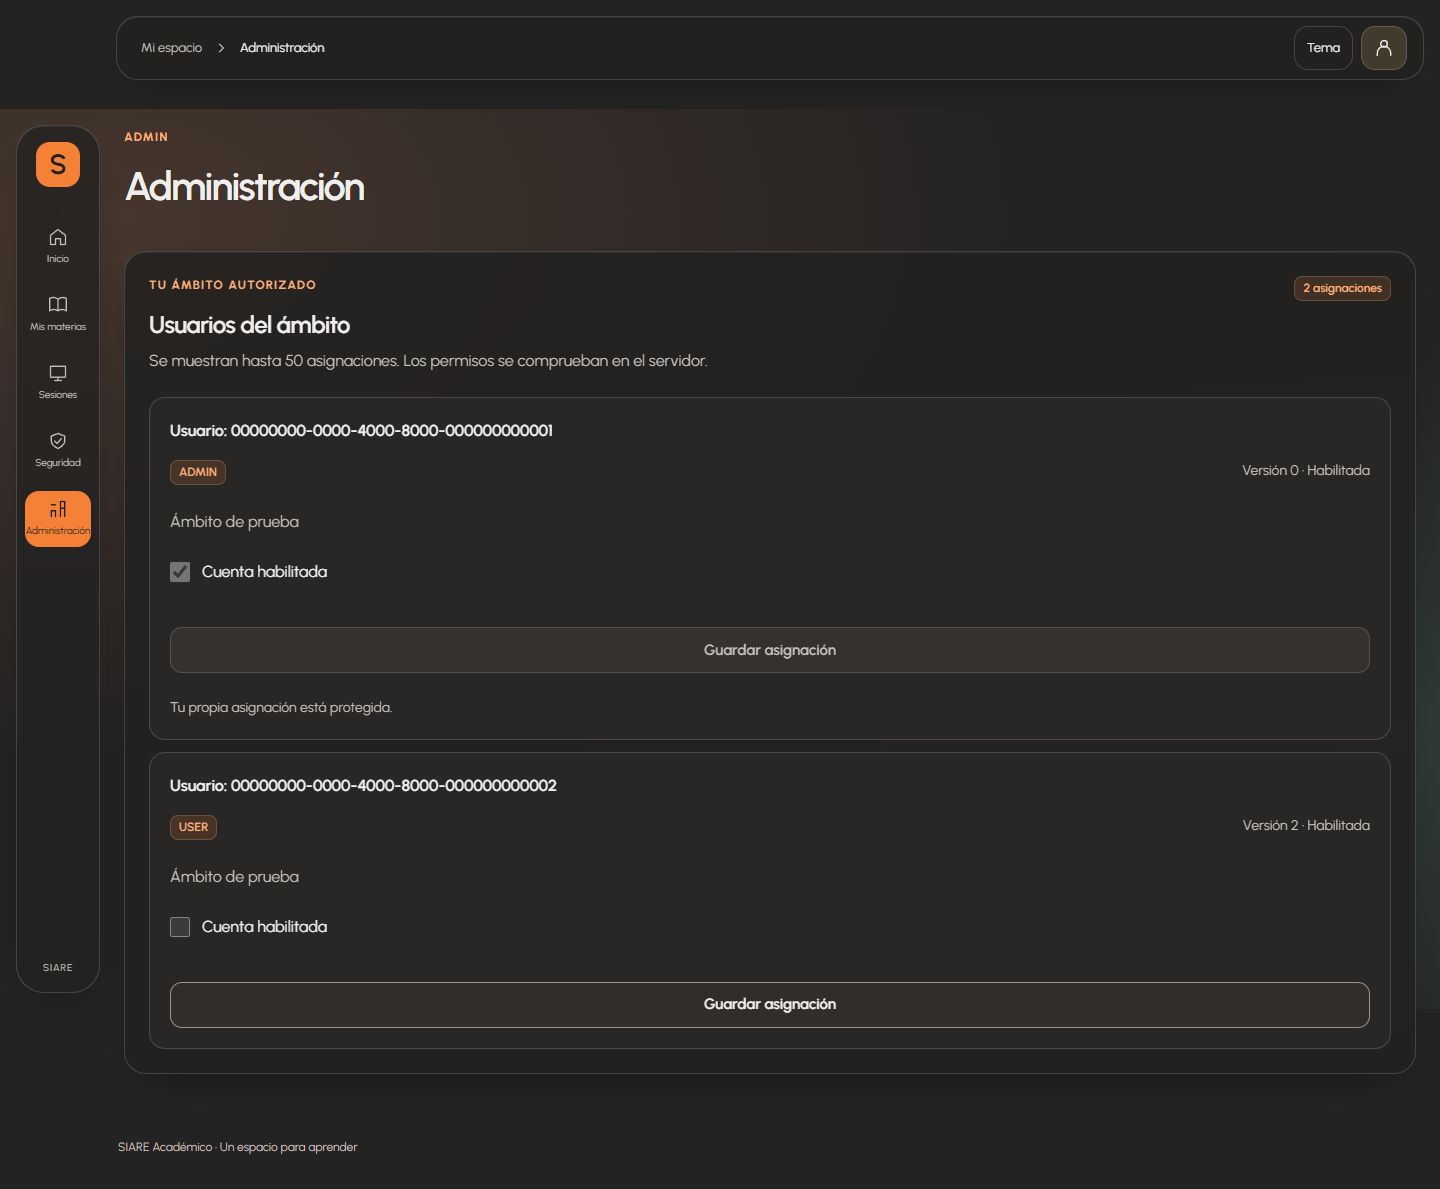 Mi espacio > Administración
Tema
S
Inicio
Mis materias
Sesiones
Seguridad
Administración
SIARE
ADMIN
Administración
TU ÁMBITO AUTORIZADO
2 asignaciones
Usuarios del ámbito
Se muestran hasta 50 asignaciones. Los permisos se comprueban en el servidor.
Usuario: 00000000-0000-4000-8000-000000000001
ADMIN
Versión 0 · Habilitada
Ámbito de prueba
Cuenta habilitada
Guardar asignación
Tu propia asignación está protegida.
Usuario: 00000000-0000-4000-8000-000000000002
USER
Versión 2 · Habilitada
Ámbito de prueba
Cuenta habilitada
Guardar asignación
SIARE Académico · Un espacio para aprender